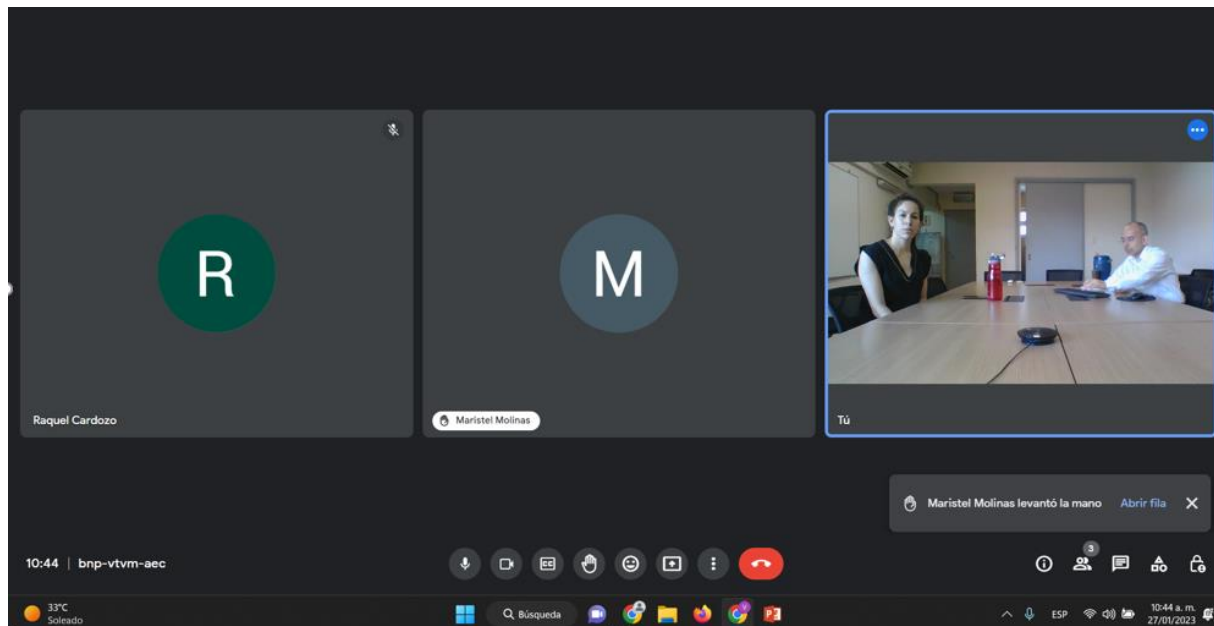 R
M
Raquel Cardozo
Maristel Molinas
Tú
Maristel Molinas levantó la mano Abrir fila
10:44 | bnp-vtvm-aec
3
33°C
Soleado
Búsqueda
ESP
10:44 a. m.
27/01/2023